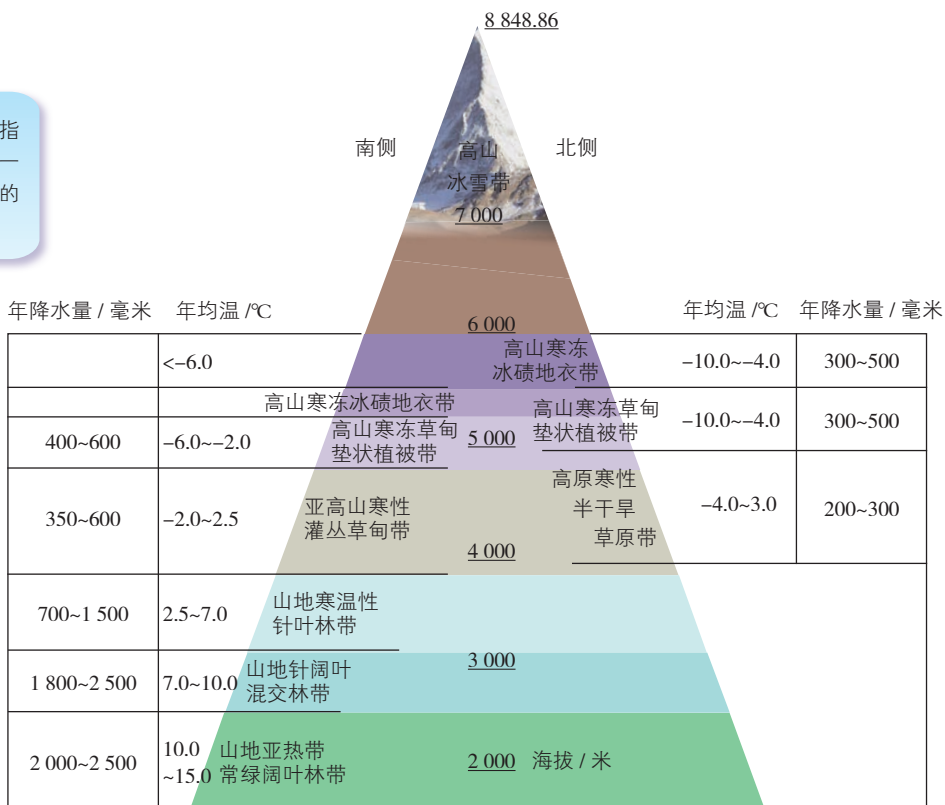 8 848.86
指
的
南侧
北侧
高山
冰雪带
7 000
年降水量 / 毫米
年均温 /℃
年均温 /℃
年降水量 / 毫米
6 000
<-6.0
高山寒冻
冰碛地衣带
-10.0~-4.0
300~500
高山寒冻冰碛地衣带
高山寒冻草甸
垫状植被带
-10.0~-4.0
300~500
400~600
-6.0~-2.0
高山寒冻草甸
垫状植被带
5 000
350~600
-2.0~2.5
亚高山寒性
灌丛草甸带
高原寒性
半干旱
草原带
-4.0~3.0
200~300
4 000
700~1 500
2.5~7.0
山地寒温性
针叶林带
3 000
1 800~2 500
7.0~10.0
山地针阔叶
混交林带
2 000~2 500
10.0
~15.0
山地亚热带
常绿阔叶林带
2 000
海拔 / 米